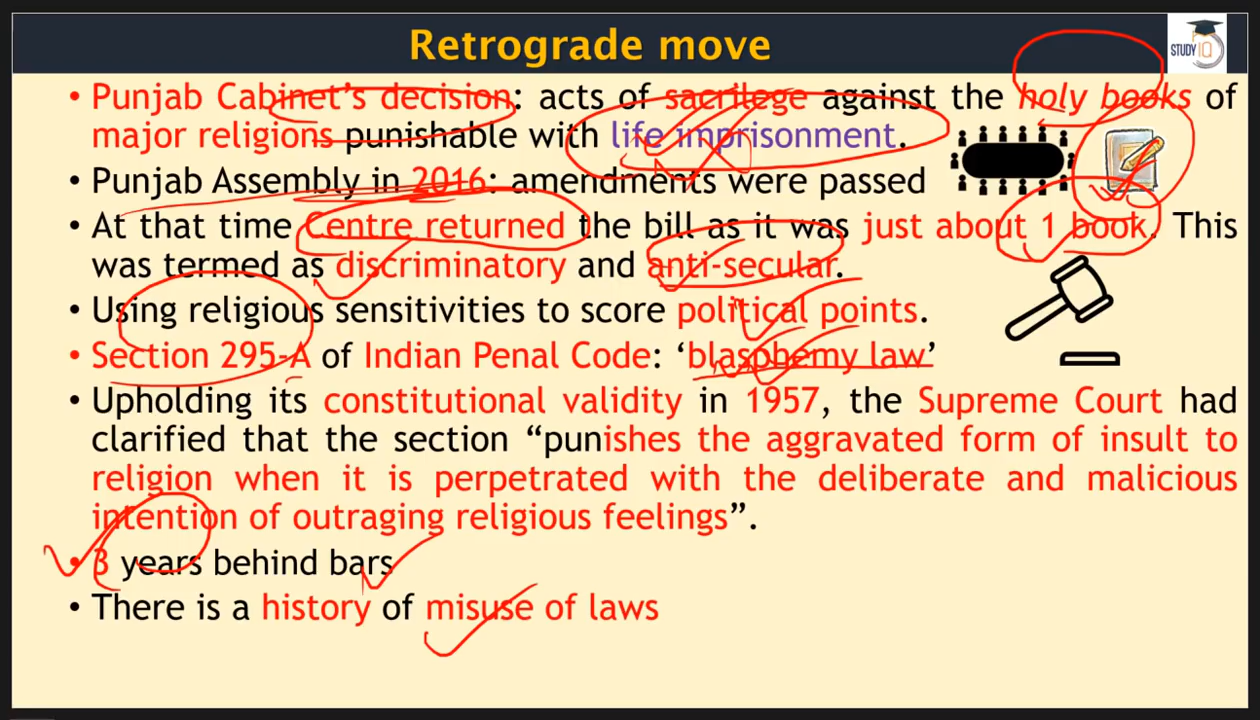 Retrograde move
STUDY IQ
• Punjab Cabinet's decision: acts of sacrilege against the holy books of
major religions punishable with life imprisonment.
• Punjab Assembly in 2016: amendments were passed
• At that time Centre returned the bill as it was just about 1 book. This
was termed as discriminatory and anti-secular.
• Using religious sensitivities to score political points.
• Section 295-A of Indian Penal Code: ‘blasphemy law’
• Upholding its constitutional validity in 1957, the Supreme Court had
clarified that the section “punishes the aggravated form of insult to
religion when it is perpetrated with the deliberate and malicious
intention of outraging religious feelings”.
• 3 years behind bars
• There is a history of misuse of laws